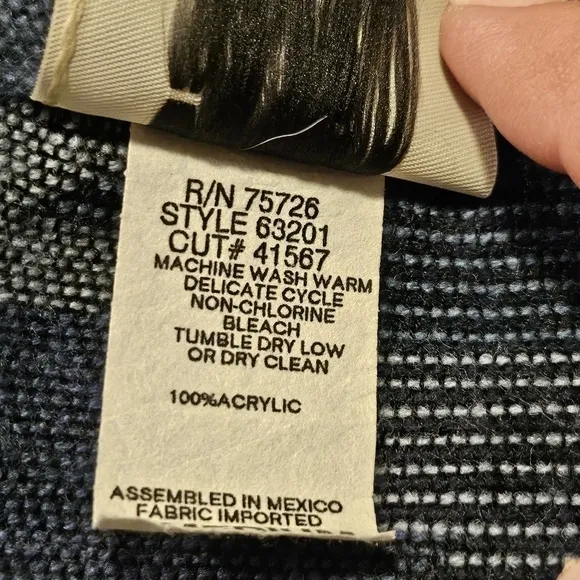 R/N 75726
STYLE 63201
CUT# 41567
MACHINE WASH WARM
DELICATE CYCLE
NON-CHLORINE
BLEACH
TUMBLE DRY LOW
OR DRY CLEAN
100%ACRYLIC
ASSEMBLED IN MEXICO
FABRIC IMPORTED